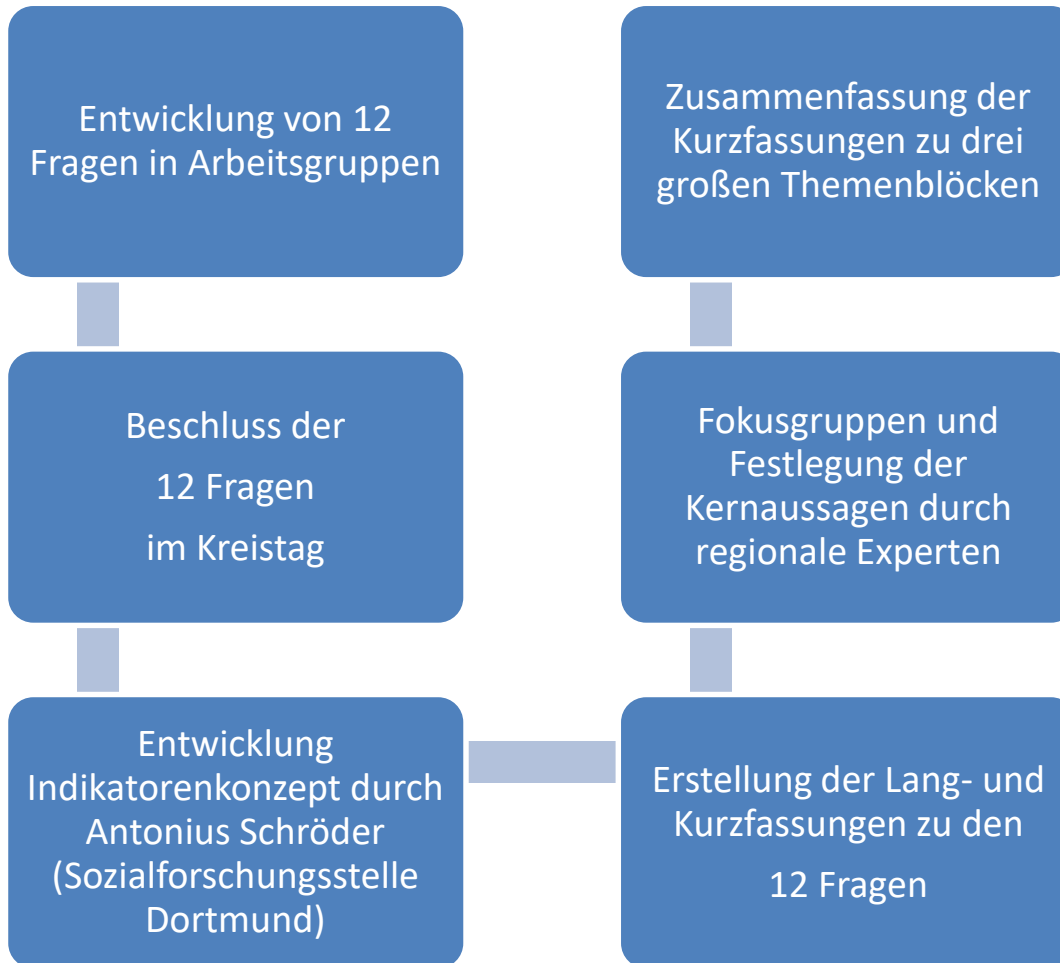 Entwicklung von 12
Fragen in Arbeitsgruppen
Beschluss der
12 Fragen
im Kreistag
Entwicklung
Indikatorenkonzept durch
Antonius Schröder
(Sozialforschungsstelle
Dortmund)
Erstellung der Lang- und
Kurzfassungen zu den
12 Fragen
Fokusgruppen und
Festlegung der
Kernaussagen durch
regionale Experten
Zusammenfassung der
Kurzfassungen zu drei
großen Themenblöcken